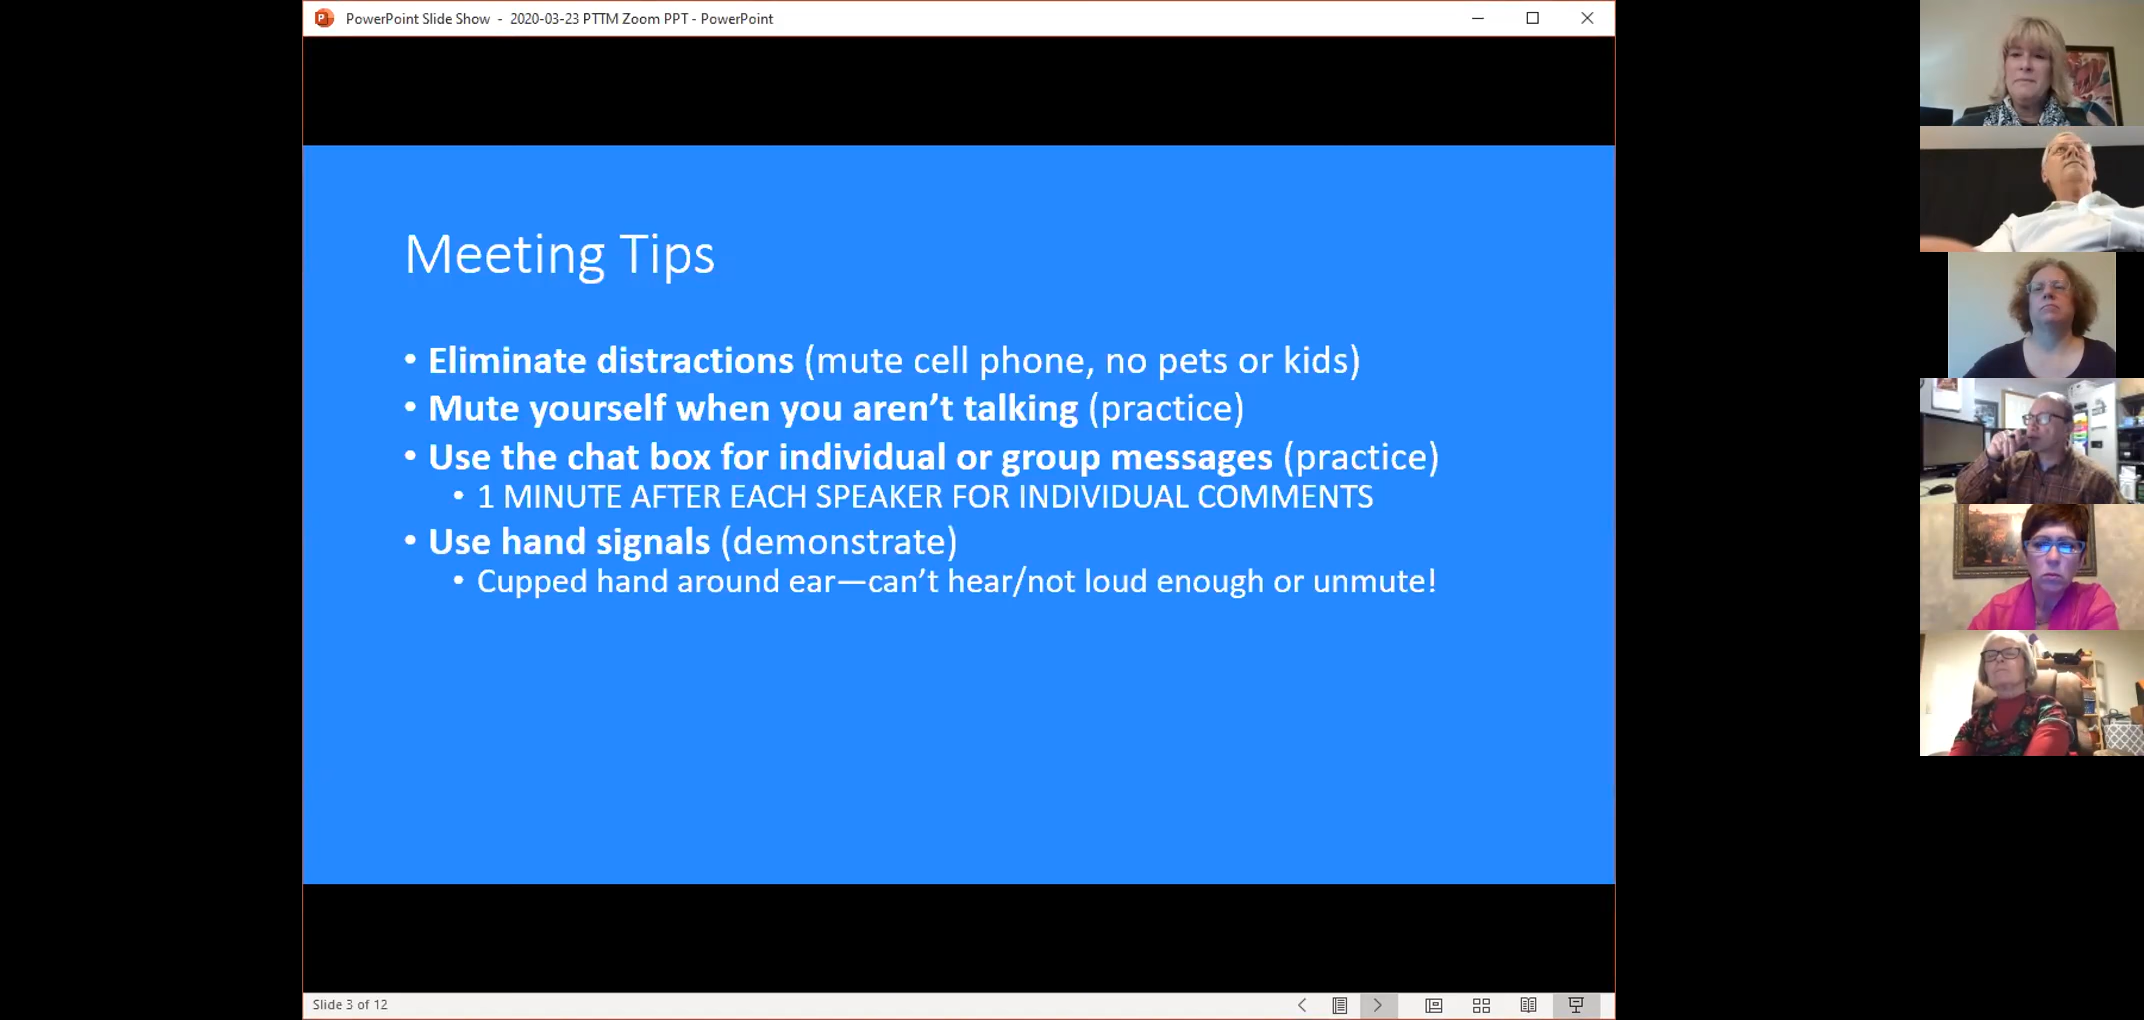 PowerPoint Slide Show - 2020-03-23 PTTM Zoom PPT - PowerPoint
Meeting Tips
• Eliminate distractions (mute cell phone, no pets or kids)
• Mute yourself when you aren’t talking (practice)
• Use the chat box for individual or group messages (practice)
• 1 MINUTE AFTER EACH SPEAKER FOR INDIVIDUAL COMMENTS
• Use hand signals (demonstrate)
• Cupped hand around ear—can’t hear/not loud enough or unmute!
Slide 3 of 12